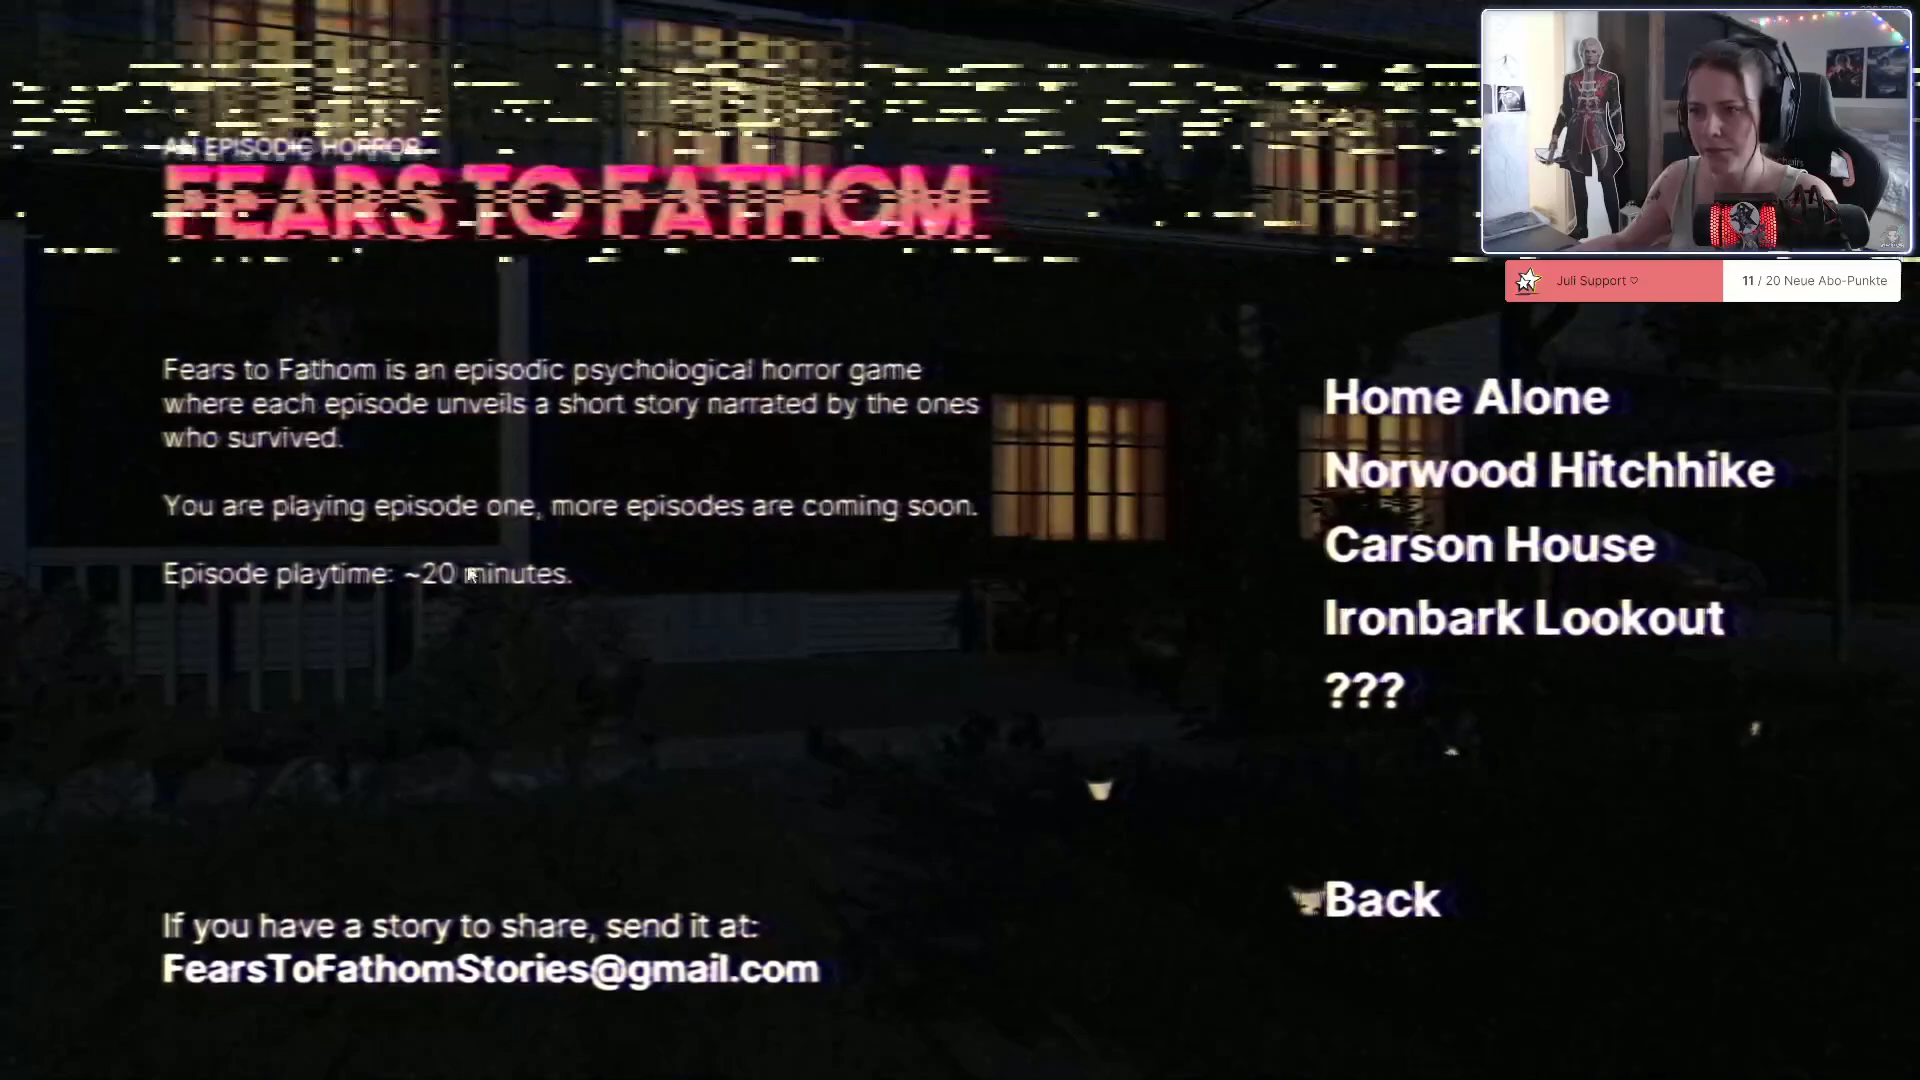 AN EPISODIC HORROR
FEARS TO FATHOM
Fears to Fathom is an episodic psychological horror game
where each episode unveils a short story narrated by the ones
who survived.
You are playing episode one, more episodes are coming soon.
Episode playtime: ~20 minutes.
If you have a story to share, send it at:
FearsToFathomStories@gmail.com
Home Alone
Norwood Hitchhike
Carson House
Ironbark Lookout
???
Back
Juli Support ♡
11 / 20 Neue Abo-Punkte